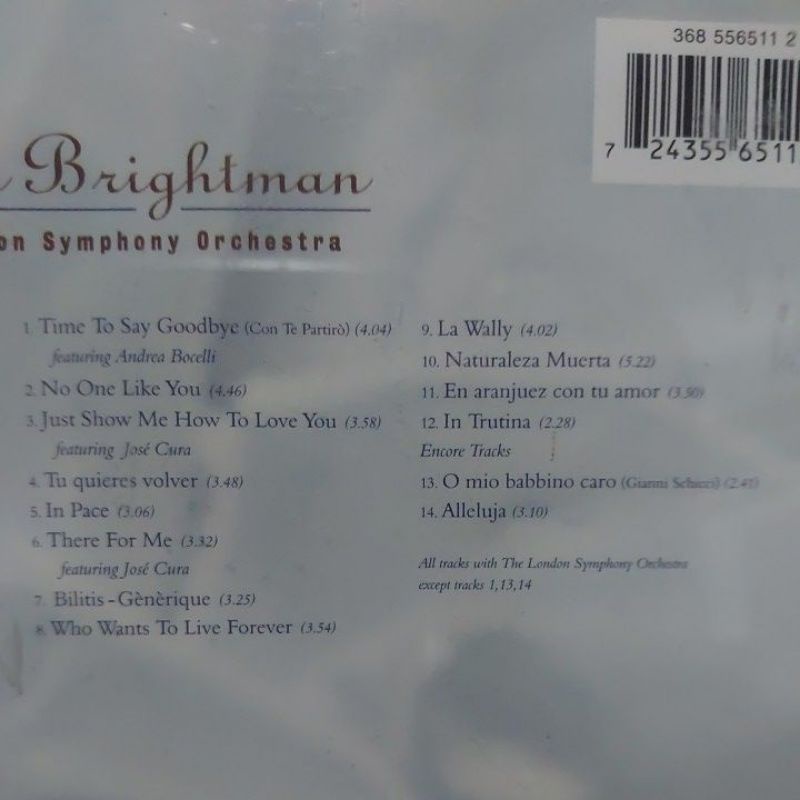 368 556511 2
7 24355 6511
Brightman
on Symphony Orchestra
1. Time To Say Goodbye (Con Te Partirò) (4.04)
featuring Andrea Bocelli
2. No One Like You (4.46)
3. Just Show Me How To Love You (3.58)
featuring José Cura
4. Tu quieres volver (3.48)
5. In Pace (3.06)
6. There For Me (3.32)
featuring José Cura
7. Bilitis - Gènèrique (3.25)
8. Who Wants To Live Forever (3.54)
9. La Wally (4.02)
10. Naturaleza Muerta (5.22)
11. En aranjuez con tu amor (3.50)
12. In Trutina (2.28)
Encore Tracks
13. O mio babbino caro (Gianni Schicci)
14. Alleluja (3.10)
All tracks with The London Symphony Orchestra
except tracks 1,13,14